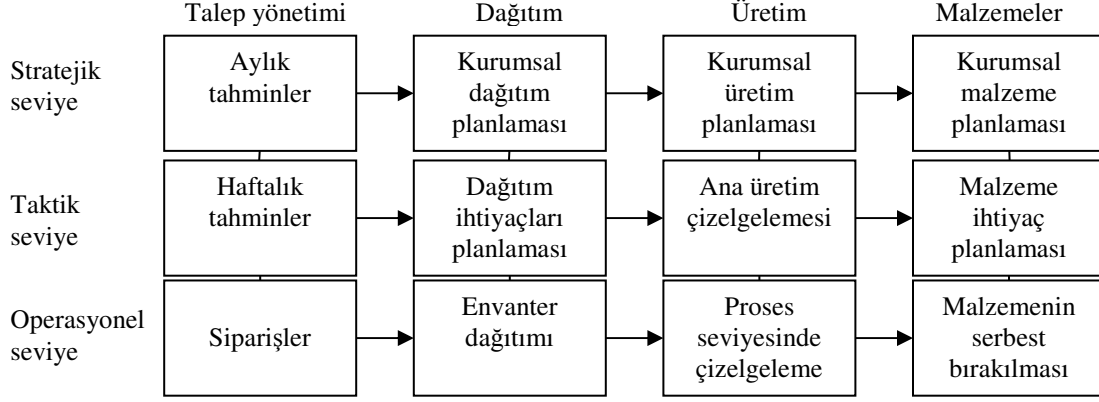 Talep yönetimi Dağıtım Üretim Malzemeler
Stratejik
seviye
Aylık
tahminler
Kurumsal
dağıtım
planlaması
Kurumsal
üretim
planlaması
Kurumsal
malzeme
planlaması
Taktik
seviye
Haftalık
tahminler
Dağıtım
ihtiyaçları
planlaması
Ana üretim
çizelgelemesi
Malzeme
ihtiyaç
planlaması
Operasyonel
seviye
Siparişler
Envanter
dağıtımı
Proses
seviyesinde
çizelgeleme
Malzemenin
serbest
bırakılması